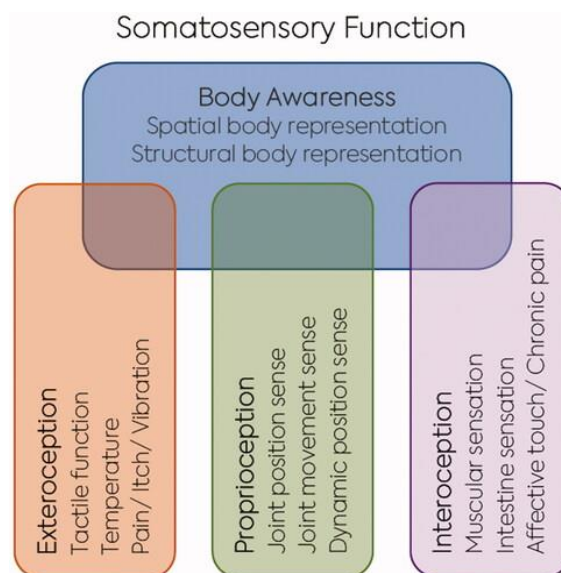 Somatosensory Function
Body Awareness
Spatial body representation
Structural body representation
Exteroception
Tactile function
Temperature
Pain/ Itch/ Vibration
Proprioception
Joint position sense
Joint movement sense
Dynamic position sense
Interoception
Muscular sensation
Intestine sensation
Affective touch/ Chronic pain